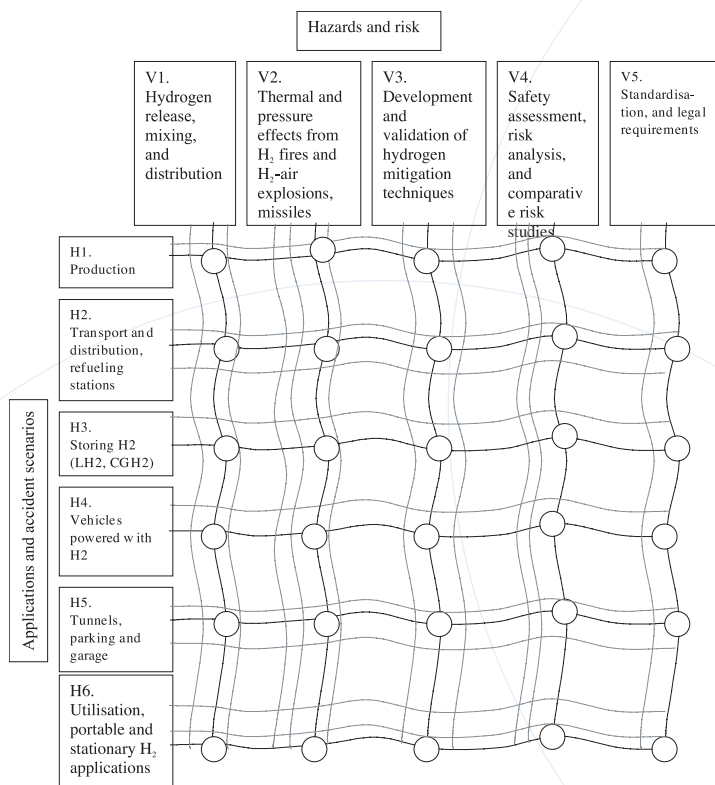 Hazards and risk
V1.
Hydrogen
release,
mixing,
and
distribution
V2.
Thermal and
pressure
effects from
H₂ fires and
H₂-air
explosions,
missiles
V3.
Development
and
validation of
hydrogen
mitigation
techniques
V4.
Safety
assessment,
risk
analysis,
and
comparativ
e risk
studies
V5.
Standardisa-
tion, and legal
requirements
Applications and accident scenarios
H1.
Production
H2.
Transport and
distribution,
refueling
stations
H3.
Storing H2
(LH2, CGH2)
H4.
Vehicles
powered with
H2
H5.
Tunnels,
parking and
garage
H6.
Utilisation,
portable and
stationary H₂
applications